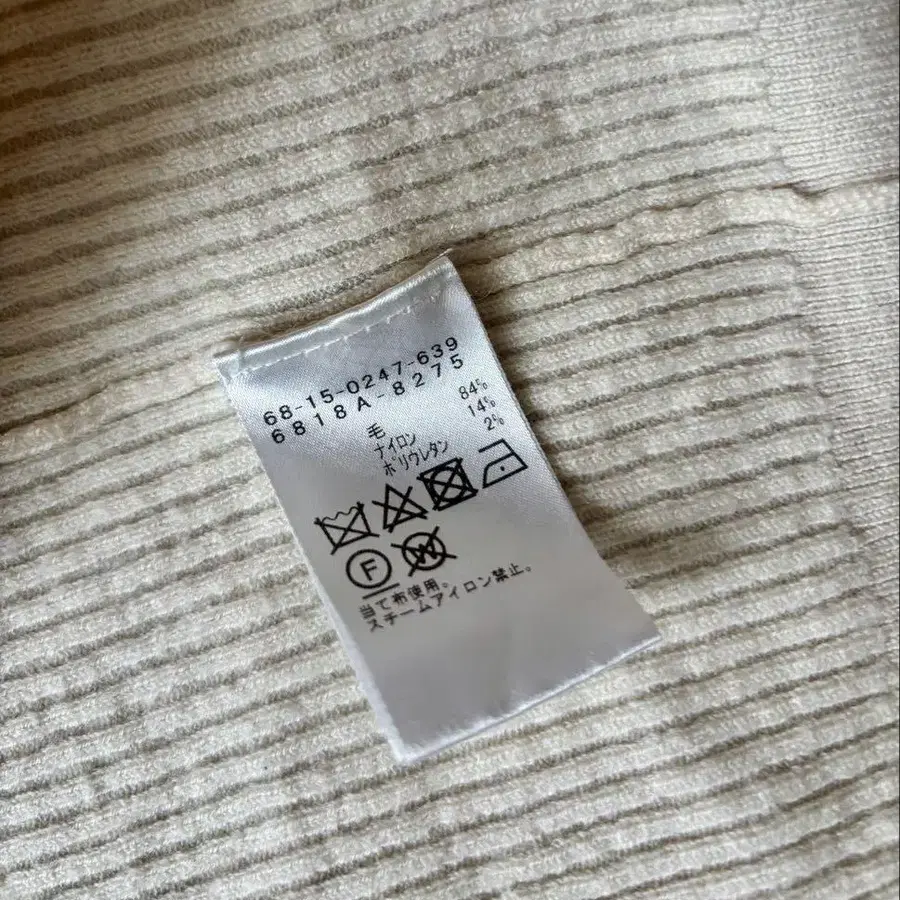 68-15-0247-639
6818A-8275
毛 84%
ナイロン 14%
ポリウレタン 2%
F W
当て布使用。
スチームアイロン禁止。